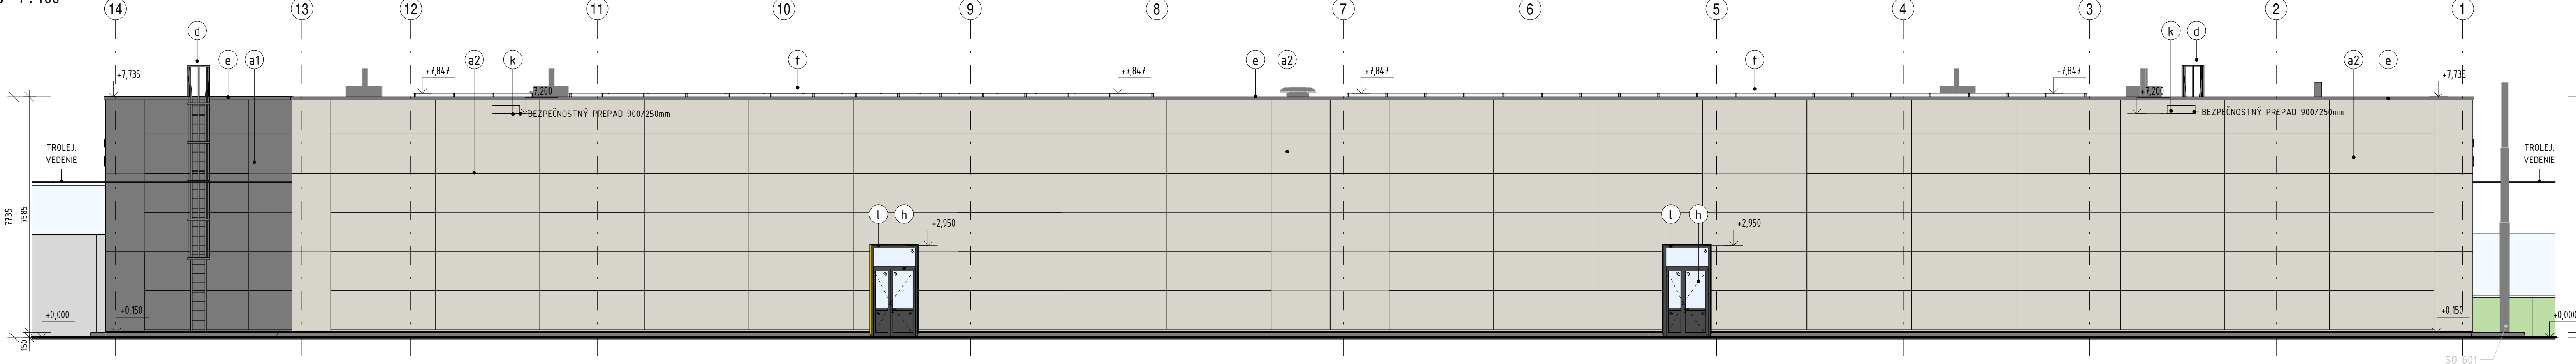 1 : 100
14 13 12 11 10 9 8 7 6 5 4 3 2 1
d e a1 a2 k f e a2 f k d a2 e
+7,735 +7,847 +7,847 +7,847 +7,847 +7,735
7,200 +7,200
BEZPEČNOSTNÝ PREPAD 900/250mm BEZPEČNOSTNÝ PREPAD 900/250mm
TROLEJ. TROLEJ.
VEDENIE VEDENIE
7735 7585
l h l h
+2,950 +2,950
+0,000 +0,150 +0,150 +0,000
150
SO 601